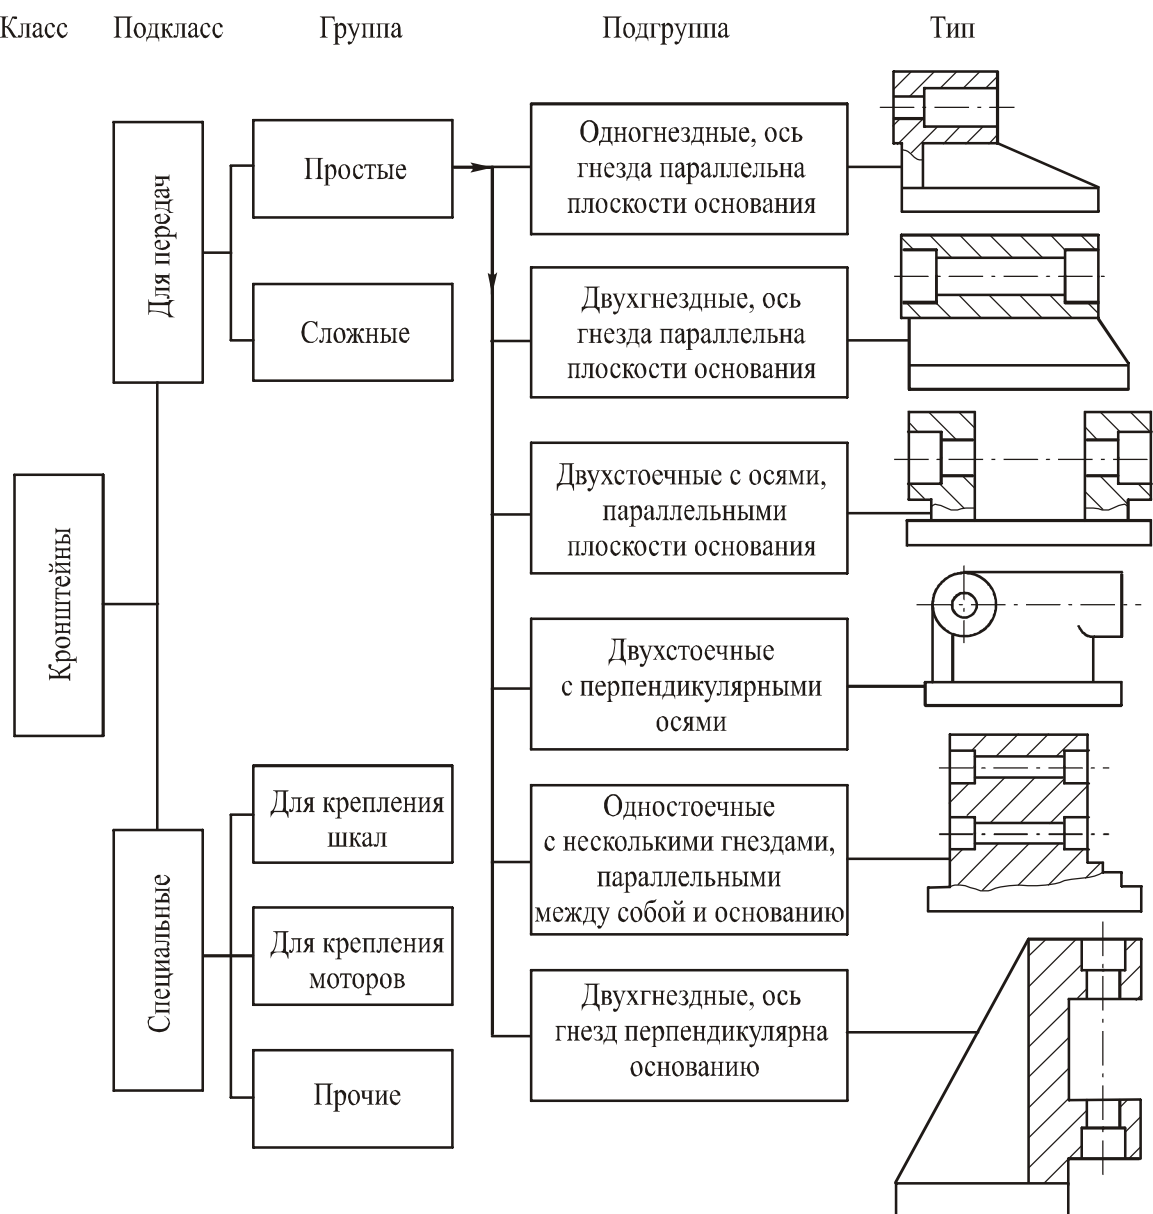 Класс
Подкласс
Группа
Подгруппа
Тип
Кронштейны
Для передач
Специальные
Простые
Сложные
Для крепления
шкал
Для крепления
моторов
Прочие
Одногнездные, ось
гнезда параллельна
плоскости основания
Двухгнездные, ось
гнезда параллельна
плоскости основания
Двухстоечные с осями,
параллельными
плоскости основания
Двухстоечные
с перпендикулярными
осями
Одностоечные
с несколькими гнездами,
параллельными
между собой и основанию
Двухгнездные, ось
гнезд перпендикулярна
основанию